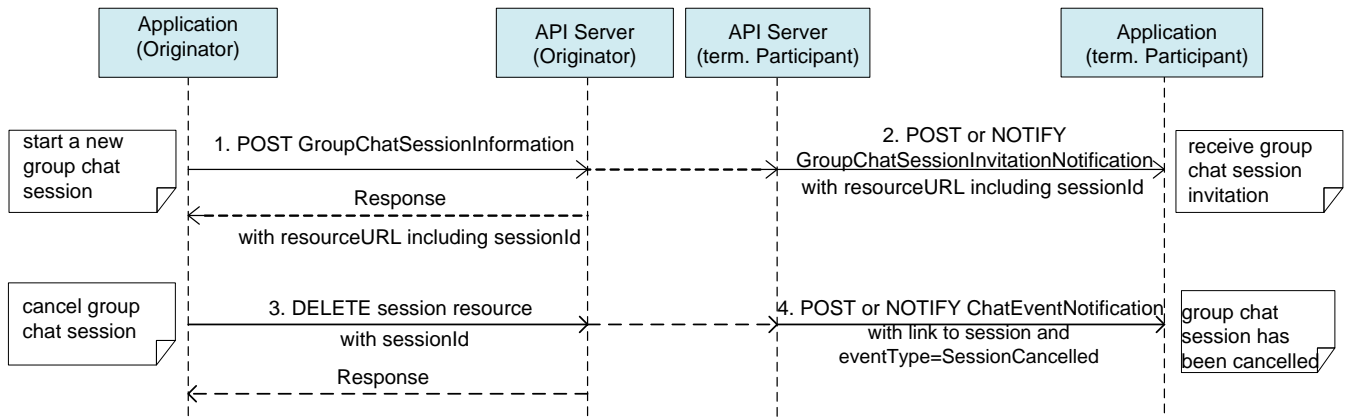 Application
(Originator)
API Server
(Originator)
API Server
(term. Participant)
Application
(term. Participant)
start a new
group chat
session
1. POST GroupChatSessionInformation
2. POST or NOTIFY
GroupChatSessionInvitationNotification
with resourceURL including sessionId
receive group
chat session
invitation
Response
with resourceURL including sessionId
cancel group
chat session
3. DELETE session resource
with sessionId
4. POST or NOTIFY ChatEventNotification
with link to session and
eventType=SessionCancelled
group chat
session has
been cancelled
Response